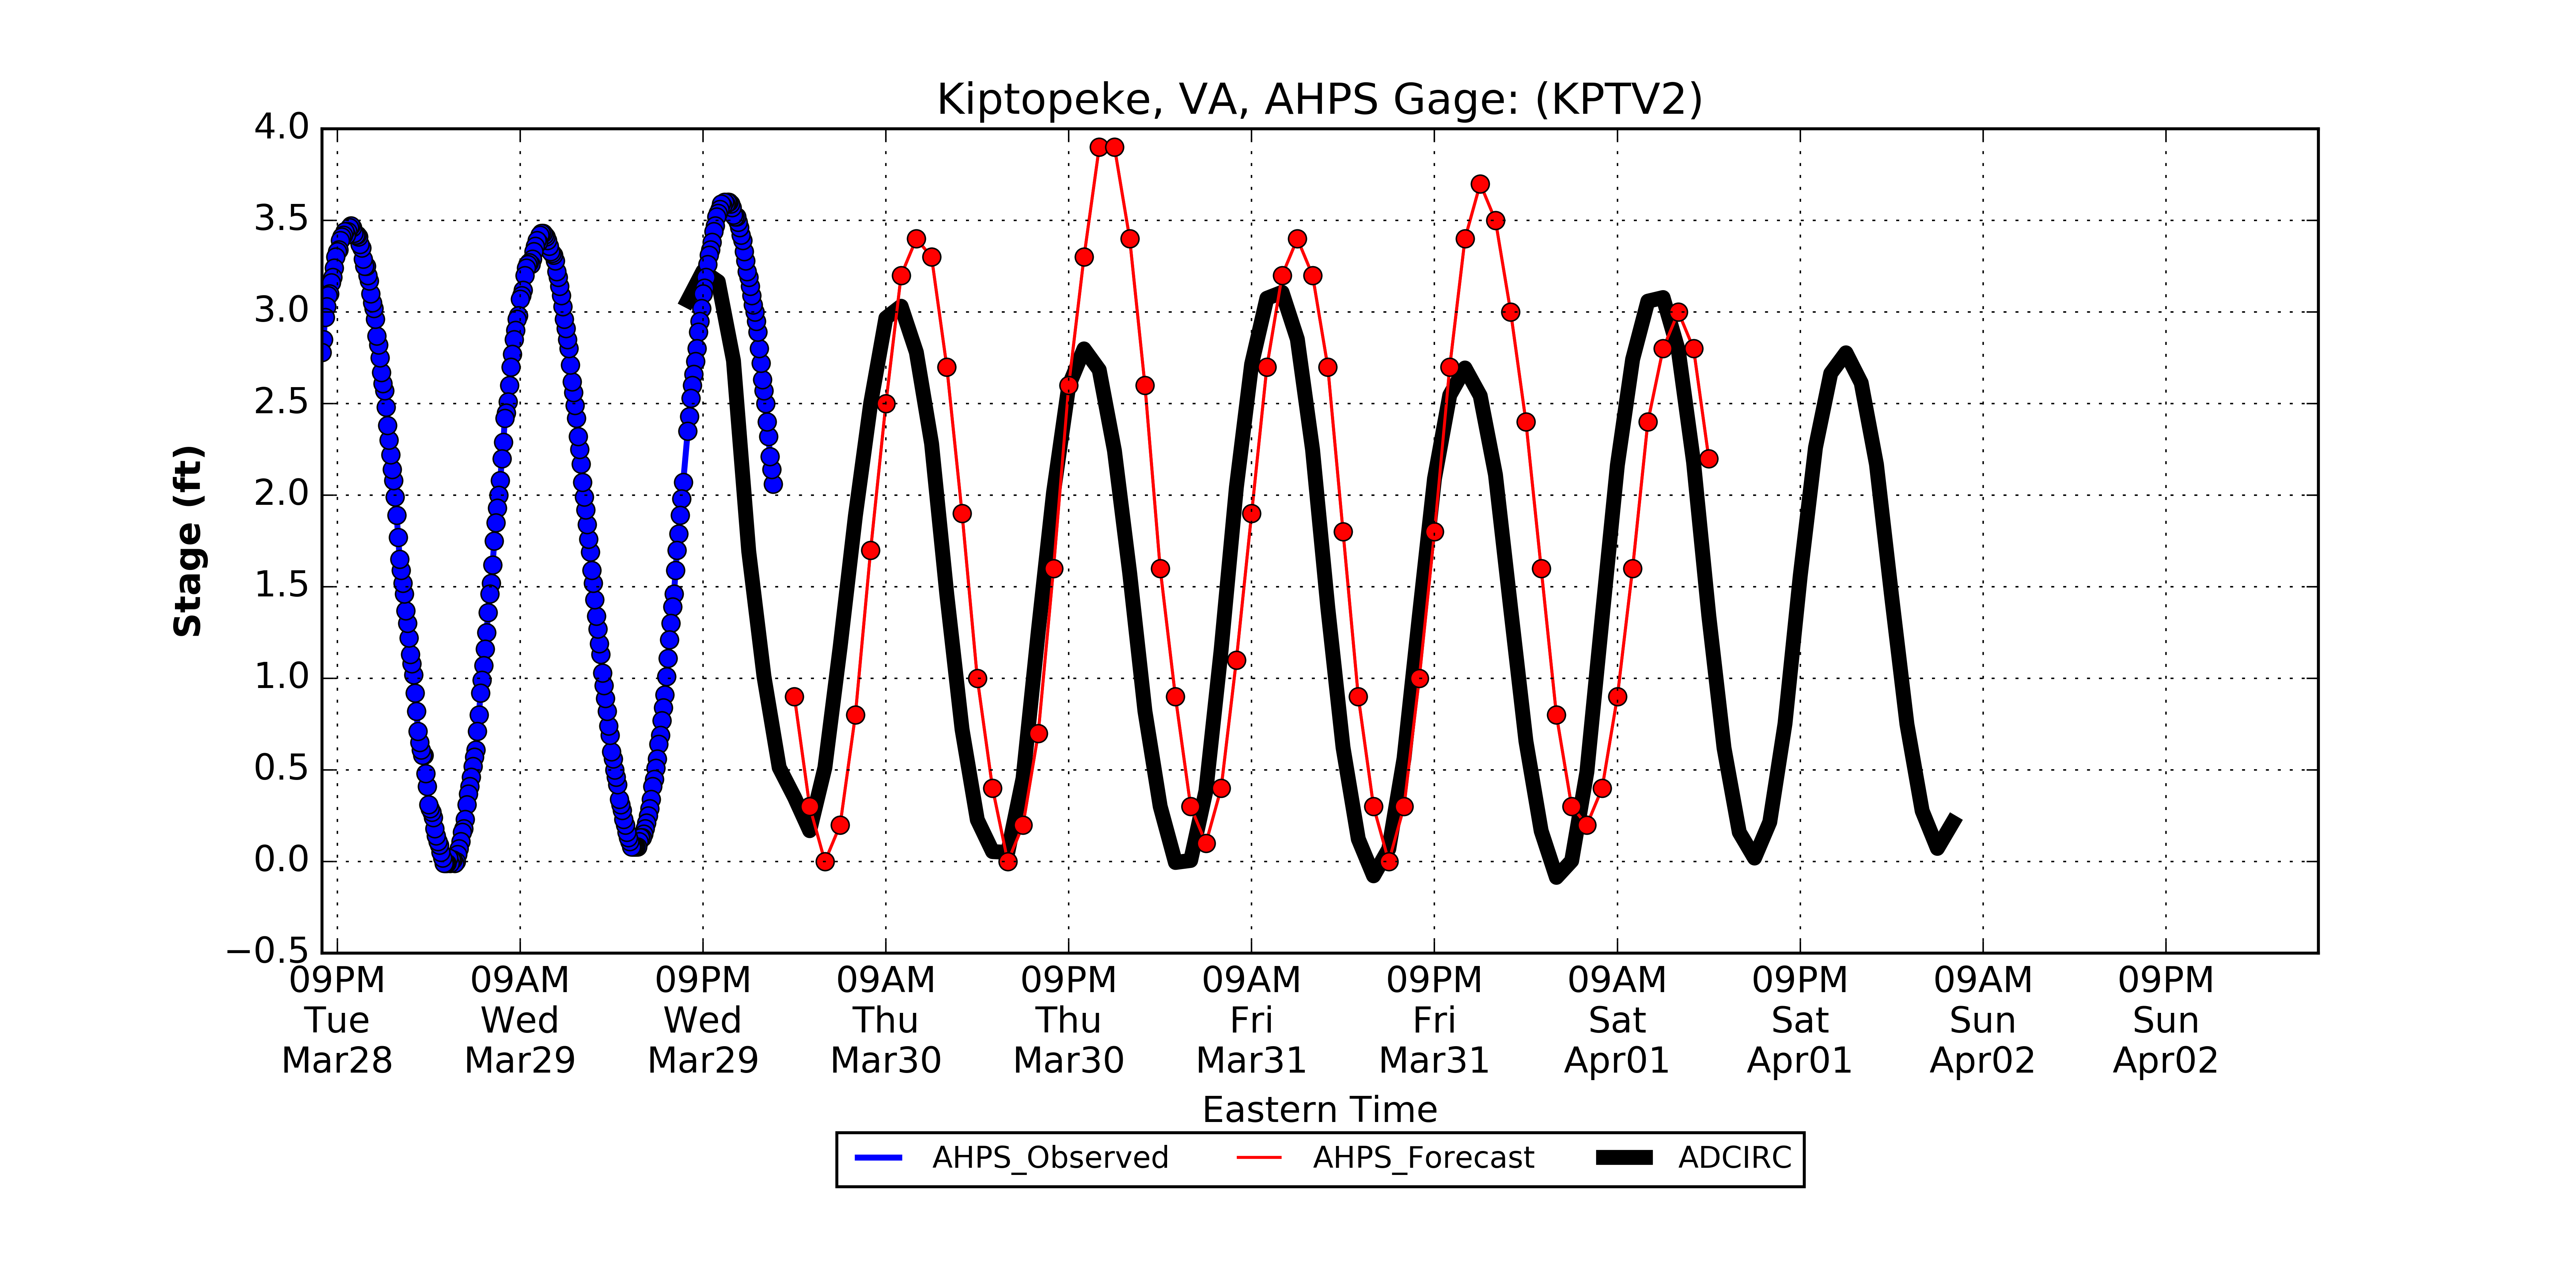 Kiptopeke, VA, AHPS Gage: (KPTV2)
4.0
3.5
3.0
2.5
2.0
1.5
1.0
0.5
0.0
−0.5
Stage (ft)
09PM 09AM 09PM 09AM 09PM 09AM 09PM 09AM 09PM 09AM 09PM
Tue Wed Wed Thu Thu Fri Fri Sat Sat Sun Sun
Mar28 Mar29 Mar29 Mar30 Mar30 Mar31 Mar31 Apr01 Apr01 Apr02 Apr02
Eastern Time
AHPS_Observed AHPS_Forecast ADCIRC